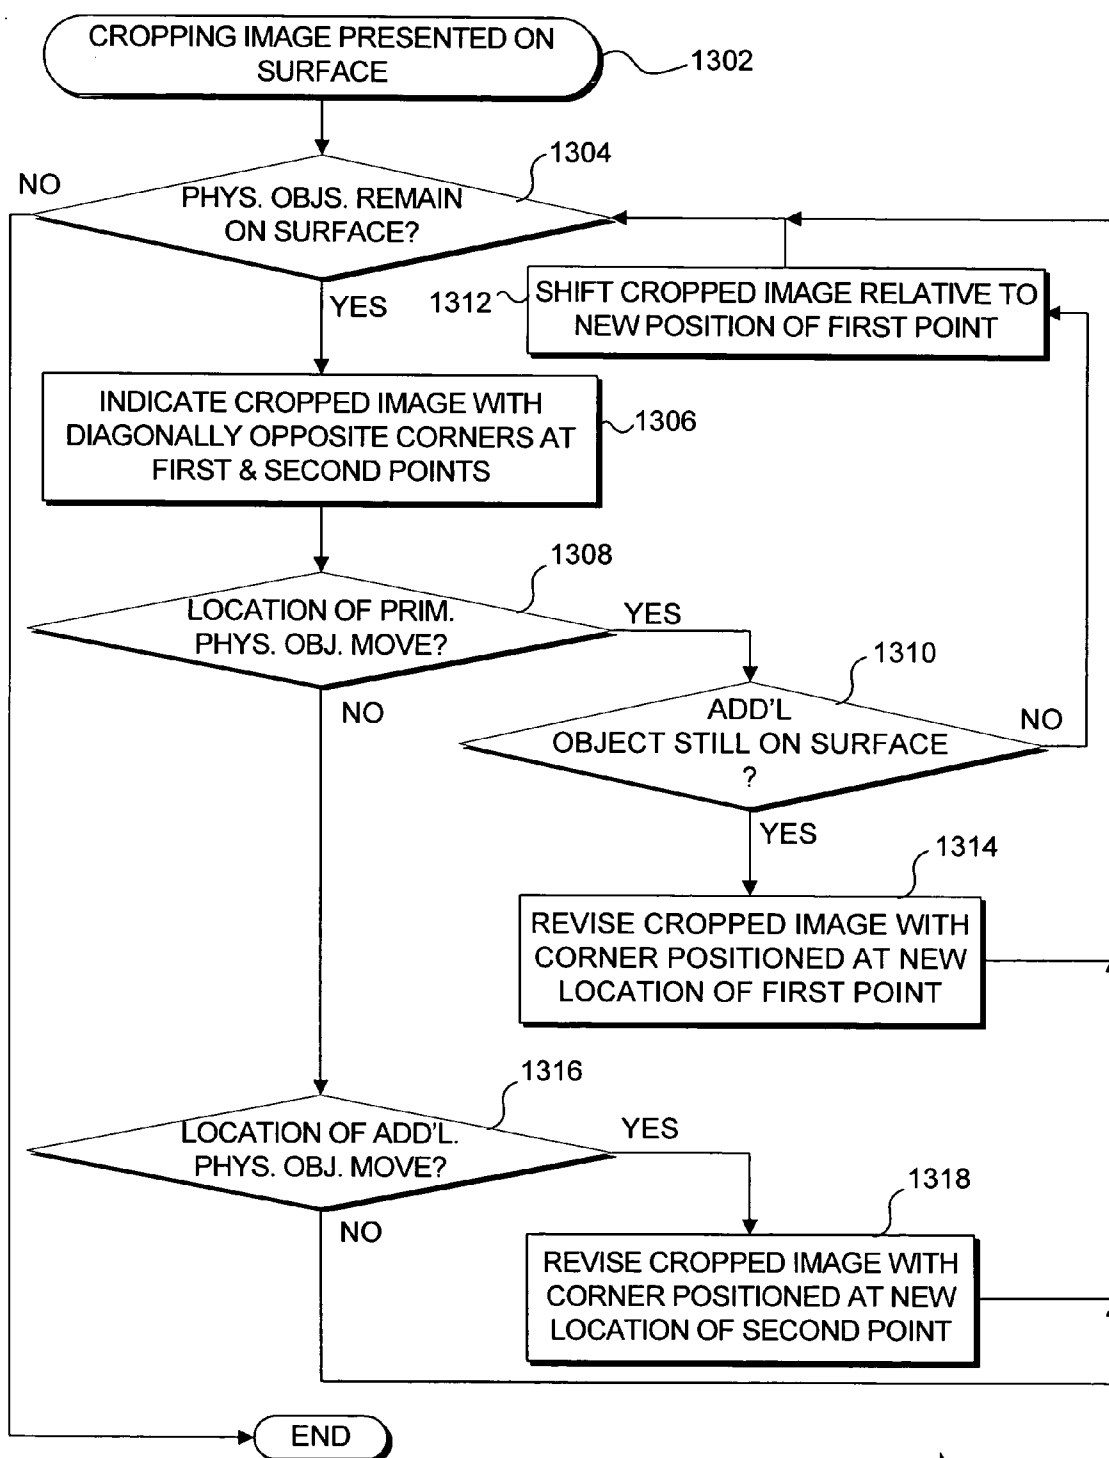 CROPPING IMAGE PRESENTED ON
SURFACE
1302
1304
NO
PHYS. OBJS. REMAIN
ON SURFACE?
YES
1312
SHIFT CROPPED IMAGE RELATIVE TO
NEW POSITION OF FIRST POINT
INDICATE CROPPED IMAGE WITH
DIAGONALLY OPPOSITE CORNERS AT
FIRST & SECOND POINTS
1306
1308
LOCATION OF PRIM.
PHYS. OBJ. MOVE?
YES
NO
1310
ADD'L
OBJECT STILL ON SURFACE
?
NO
YES
1314
REVISE CROPPED IMAGE WITH
CORNER POSITIONED AT NEW
LOCATION OF FIRST POINT
1316
LOCATION OF ADD'L.
PHYS. OBJ. MOVE?
YES
NO
1318
REVISE CROPPED IMAGE WITH
CORNER POSITIONED AT NEW
LOCATION OF SECOND POINT
END